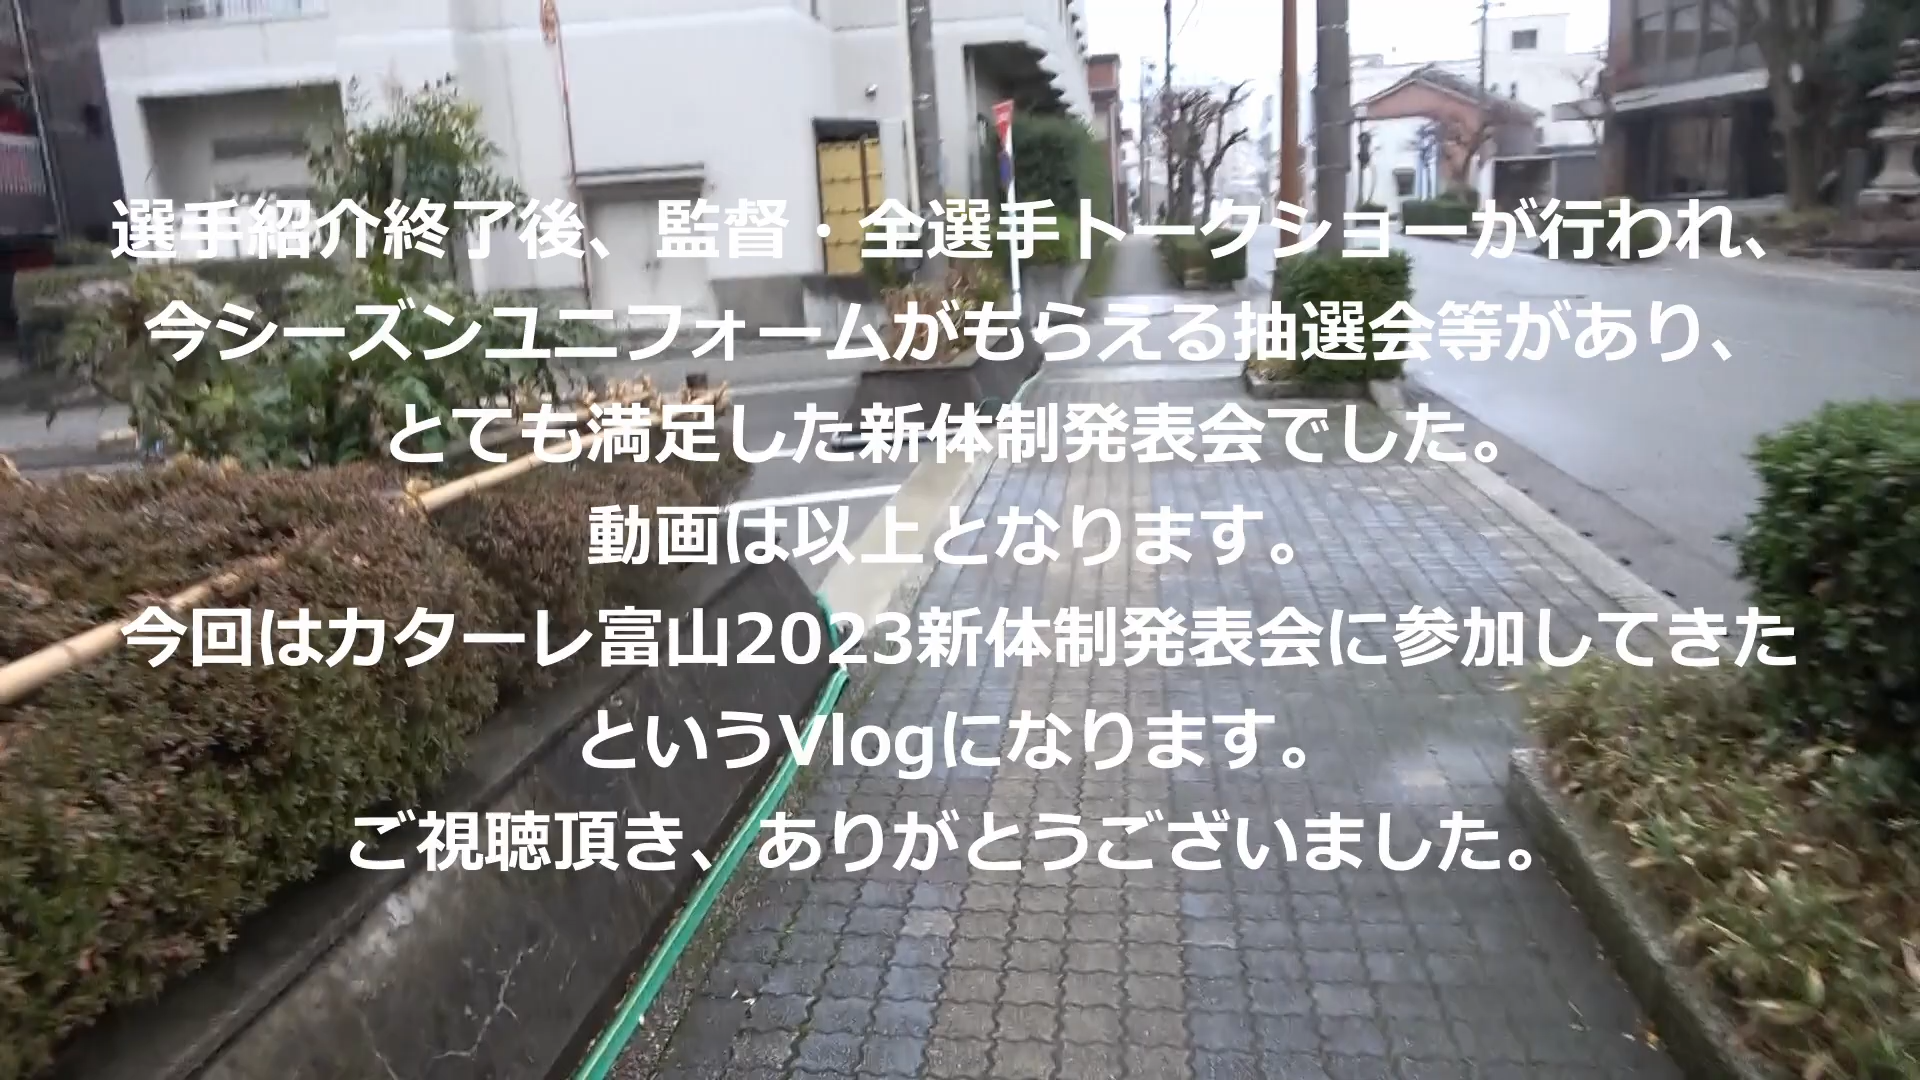 選手紹介終了後、監督・全選手トークショーが行われ、
今シーズンユニフォームがもらえる抽選会等があり、
とても満足した新体制発表会でした。
動画は以上となります。
今回はカターレ富山2023新体制発表会に参加してきた
というVlogになります。
ご視聴頂き、ありがとうございました。